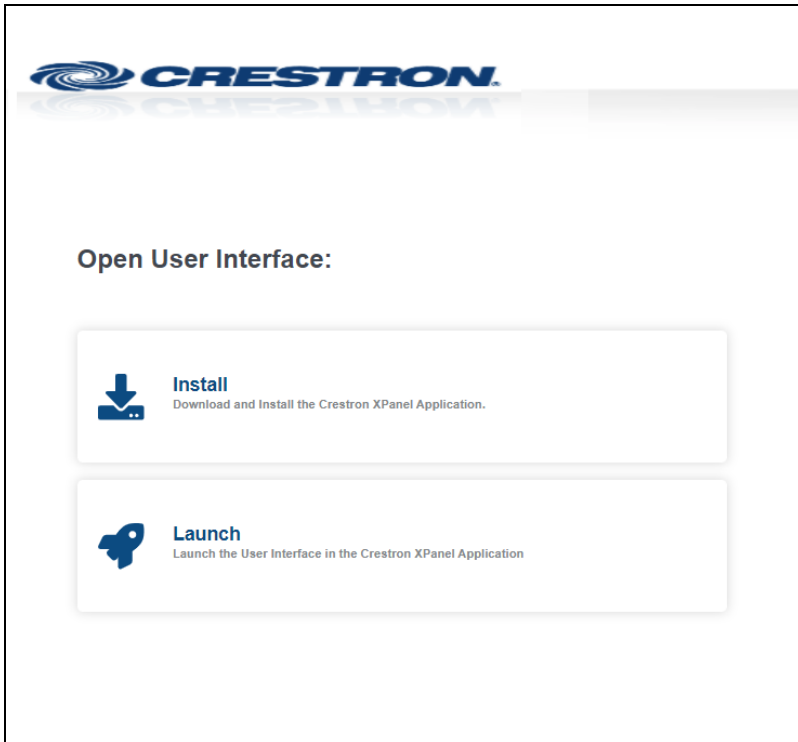 CRESTRON.
Open User Interface:
Install
Download and Install the Crestron XPanel Application.
Launch
Launch the User Interface in the Crestron XPanel Application